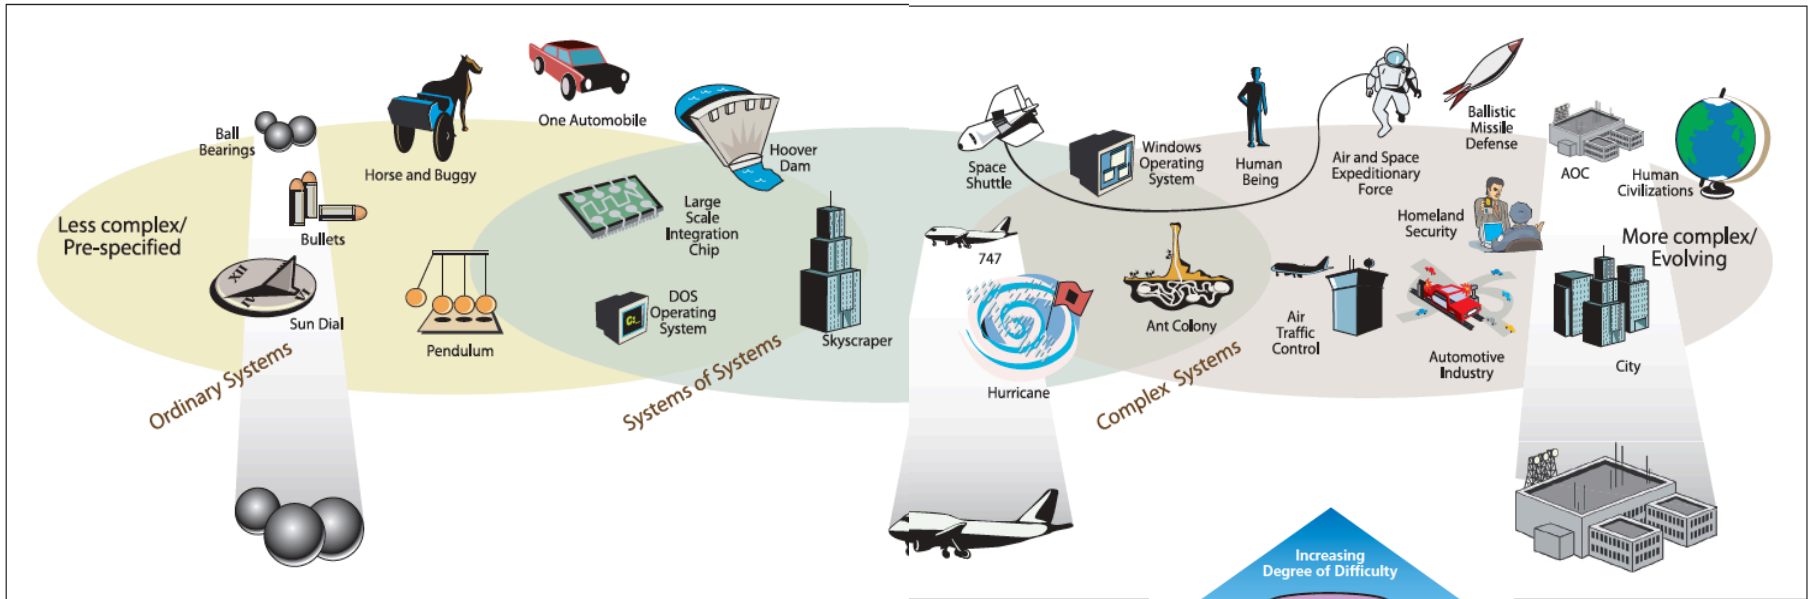 Ball
Bearings
Bullets
Less complex/
Pre-specified
XII
IV
VI
Sun Dial
Horse and Buggy
One Automobile
Pendulum
Ordinary Systems
Large
Scale
Integration
Chip
C:\_
DOS
Operating
System
Hoover
Dam
Skyscraper
Systems of Systems
Space
Shuttle
747
Hurricane
Windows
Operating
System
Ant Colony
Human
Being
Complex Systems
Air and Space
Expeditionary
Force
Air
Traffic
Control
Ballistic
Missile
Defense
Homeland
Security
Automotive
Industry
AOC
Human
Civilizations
More complex/
Evolving
City
Increasing
Degree of Difficulty